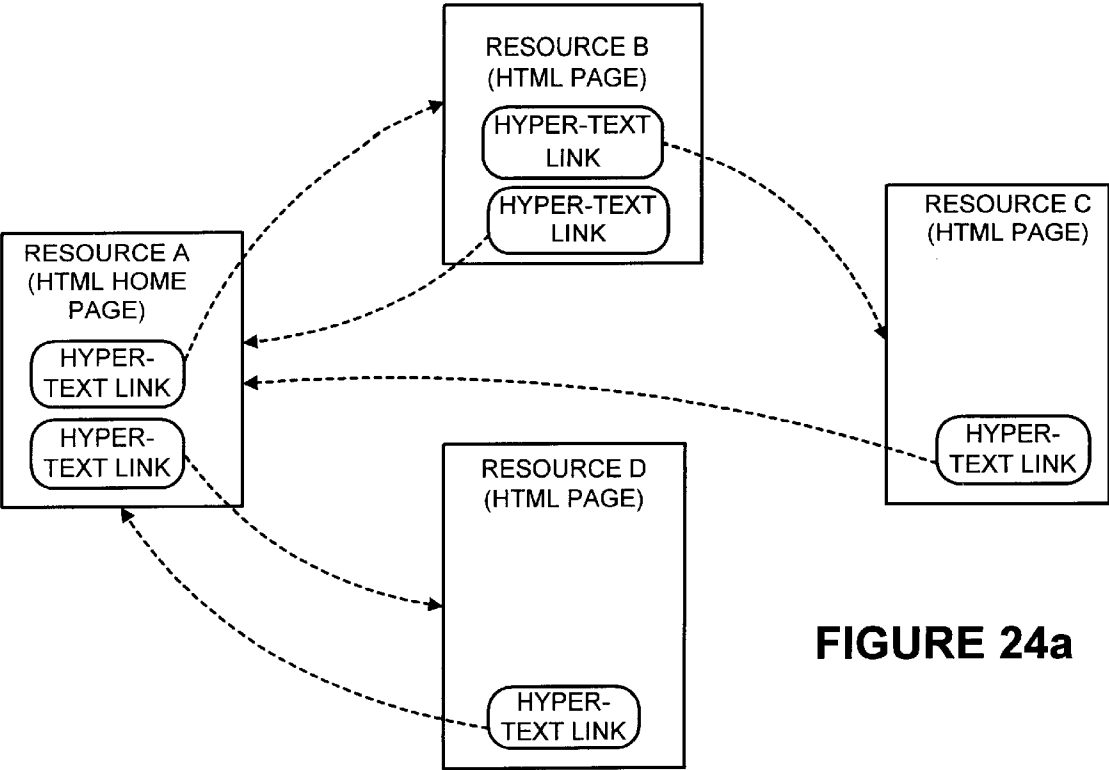 RESOURCE B
(HTML PAGE)
HYPER-TEXT
LINK
HYPER-TEXT
LINK
RESOURCE C
(HTML PAGE)
HYPER-
TEXT LINK
RESOURCE A
(HTML HOME
PAGE)
HYPER-
TEXT LINK
HYPER-
TEXT LINK
RESOURCE D
(HTML PAGE)
HYPER-
TEXT LINK
FIGURE 24a